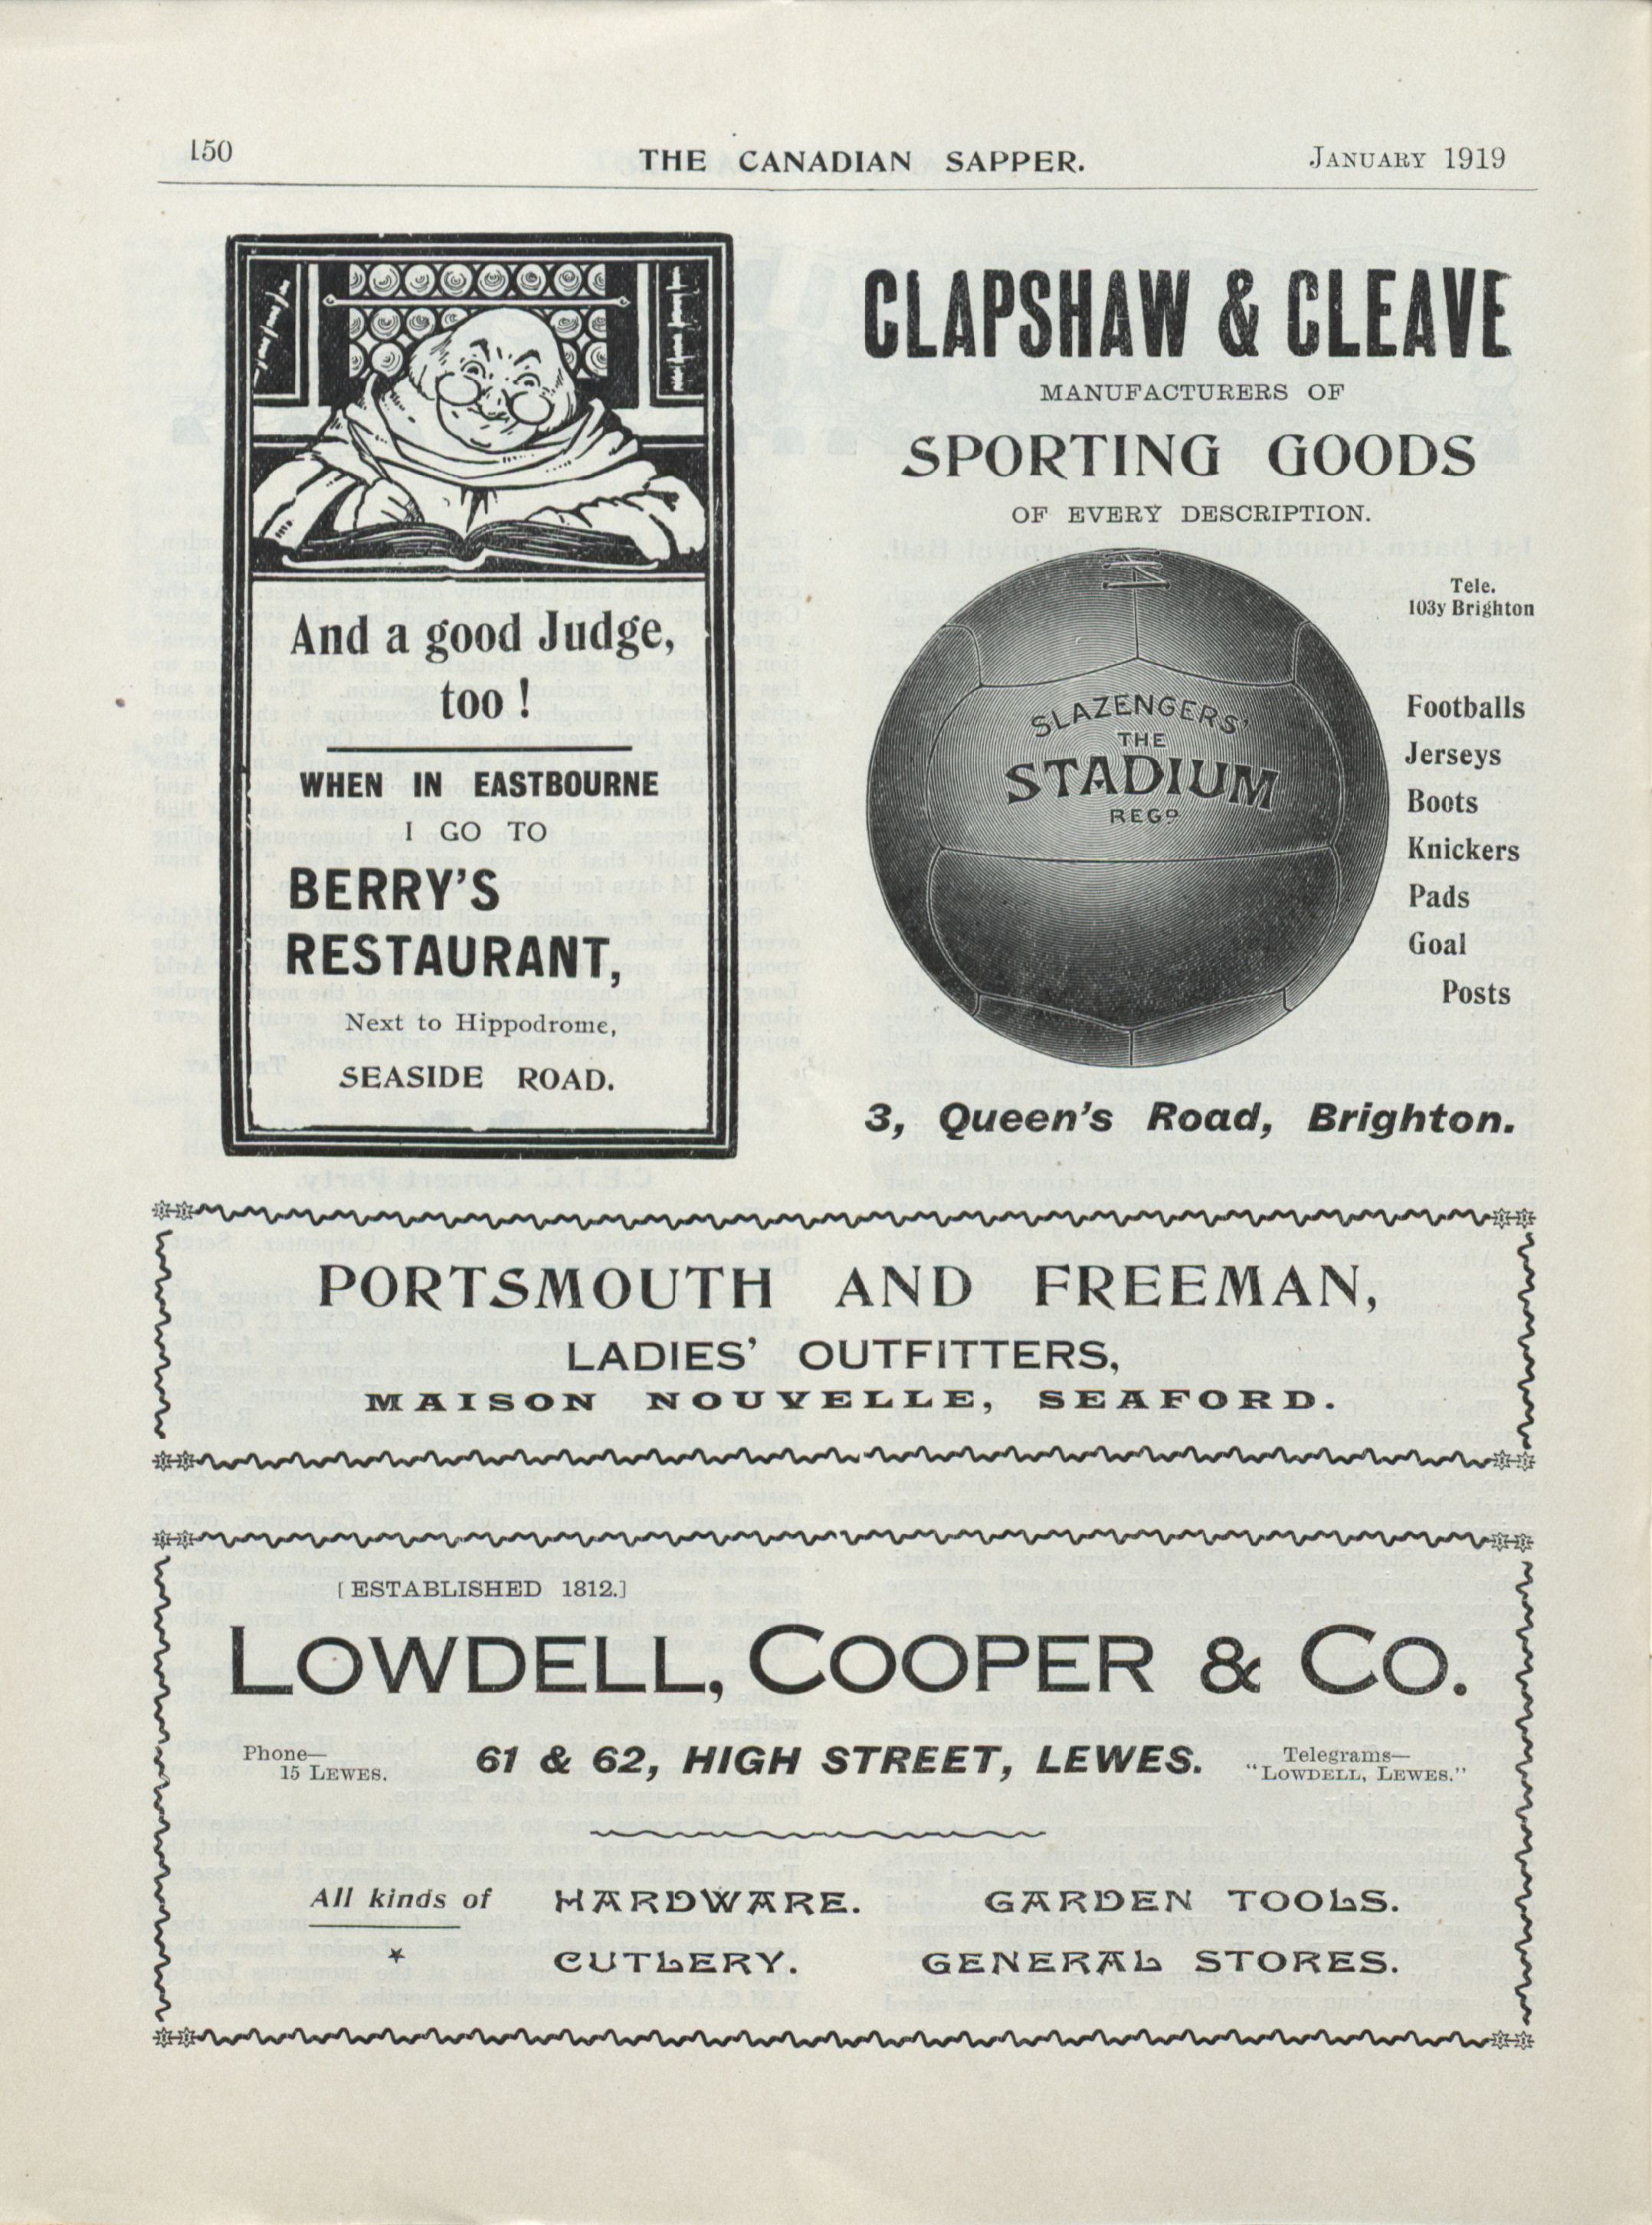 150
THE CANADIAN SAPPER.
JANUARY 1919
And a good Judge,
too !
WHEN IN EASTBOURNE
I GO TO
BERRY'S
RESTAURANT,
Next to Hippodrome,
SEASIDE ROAD.
CLAPSHAW & CLEAVE
MANUFACTURERS OF
SPORTING GOODS
OF EVERY DESCRIPTION.
Tele.
103y Brighton
SLAZENGERS'
THE
STADIUM
REGD
Footballs
Jerseys
Boots
Knickers
Pads
Goal
Posts
3, Queen's Road, Brighton.
PORTSMOUTH AND FREEMAN,
LADIES' OUTFITTERS,
MAISON NOUVELLE, SEAFORD.
[ESTABLISHED 1812.]
LOWDELL, COOPER & CO.
Phone—
15 LEWES.
61 & 62, HIGH STREET, LEWES.
Telegrams—
"LOWDELL, LEWES."
All kinds of HARDWARE. GARDEN TOOLS.
CUTLERY. GENERAL STORES.